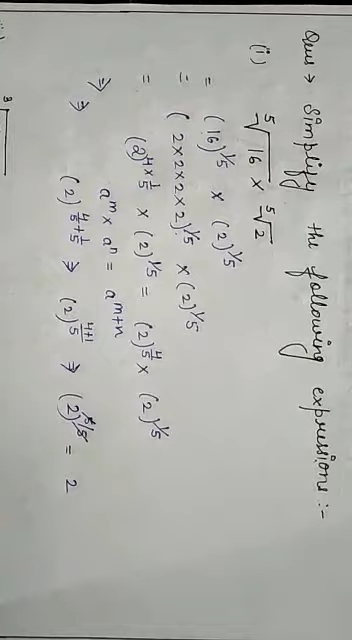 Ques → Simplify the following expressions :-
(i) ⁵√16 × ⁵√2
= (16)^1/5 × (2)^1/5
= (2×2×2×2)^1/5 × (2)^1/5
= (2)^4×1/5 × (2)^1/5 = (2)^4/5 × (2)^1/5
⇒ a^m × a^n = a^m+n
⇒ (2)^4/5+1/5 ⇒ (2)^4+1/5 ⇒ (2)^5/5 = 2
3